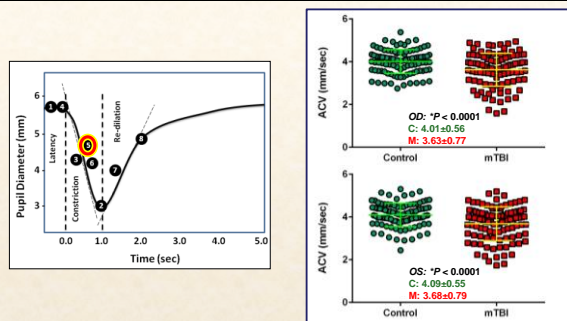 Pupil Diameter (mm)
6
5
4
3
Latency
Constriction
Re-dilation
1
4
5
3
6
2
4
8
0.0 1.0 2.0 3.0 4.0 5.0
Time (sec)
ACV (mm/sec)
6
4
2
0
OD: *P < 0.0001
C: 4.01±0.56
M: 3.63±0.77
Control mTBI
ACV (mm/sec)
6
4
2
0
OS: *P < 0.0001
C: 4.09±0.55
M: 3.68±0.79
Control mTBI